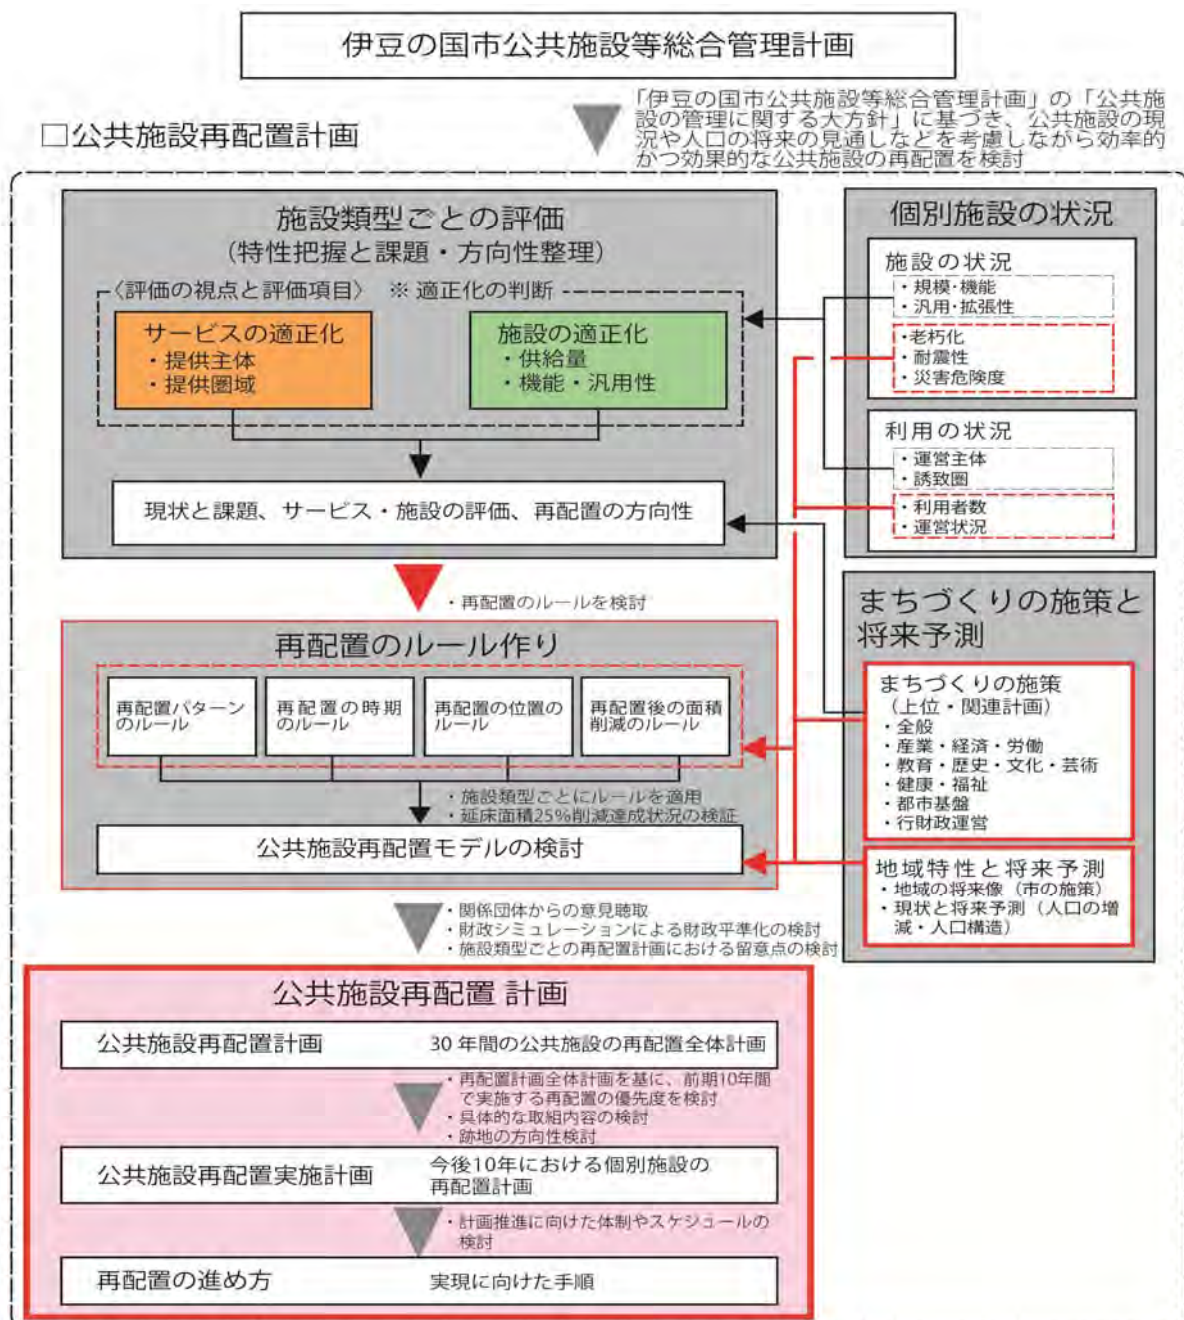 伊豆の国市公共施設等総合管理計画
「伊豆の国市公共施設等総合管理計画」の「公共施
設の管理に関する大方針」に基づき、公共施設の現
況や人口の将来の見通しなどを考慮しながら効率的
かつ効果的な公共施設の再配置を検討
□公共施設再配置計画
施設類型ごとの評価
（特性把握と課題・方向性整理）
〈評価の視点と評価項目〉 ※ 適正化の判断
サービスの適正化
・提供主体
・提供圏域
施設の適正化
・供給量
・機能・汎用性
現状と課題、サービス・施設の評価、再配置の方向性
個別施設の状況
施設の状況
・規模・機能
・汎用・拡張性
・老朽化
・耐震性
・災害危険度
利用の状況
・運営主体
・誘致圏
・利用者数
・運営状況
・再配置のルールを検討
再配置のルール作り
再配置パターン
のルール
再配置の時期
のルール
再配置の位置の
ルール
再配置後の面積
削減のルール
・施設類型ごとにルールを適用
・延床面積25%削減達成状況の検証
公共施設再配置モデルの検討
まちづくりの施策と
将来予測
まちづくりの施策
（上位・関連計画）
・全般
・産業・経済・労働
・教育・歴史・文化・芸術
・健康・福祉
・都市基盤
・行財政運営
地域特性と将来予測
・地域の将来像（市の施策）
・現状と将来予測（人口の増
減・人口構造）
・関係団体からの意見聴取
・財政シミュレーションによる財政平準化の検討
・施設類型ごとの再配置計画における留意点の検討
公共施設再配置 計画
公共施設再配置計画 30 年間の公共施設の再配置全体計画
・再配置計画全体計画を基に、前期10年間
で実施する再配置の優先度を検討
・具体的な取組内容の検討
・跡地の方向性検討
公共施設再配置実施計画 今後10年における個別施設の
再配置計画
・計画推進に向けた体制やスケジュールの
検討
再配置の進め方 実現に向けた手順